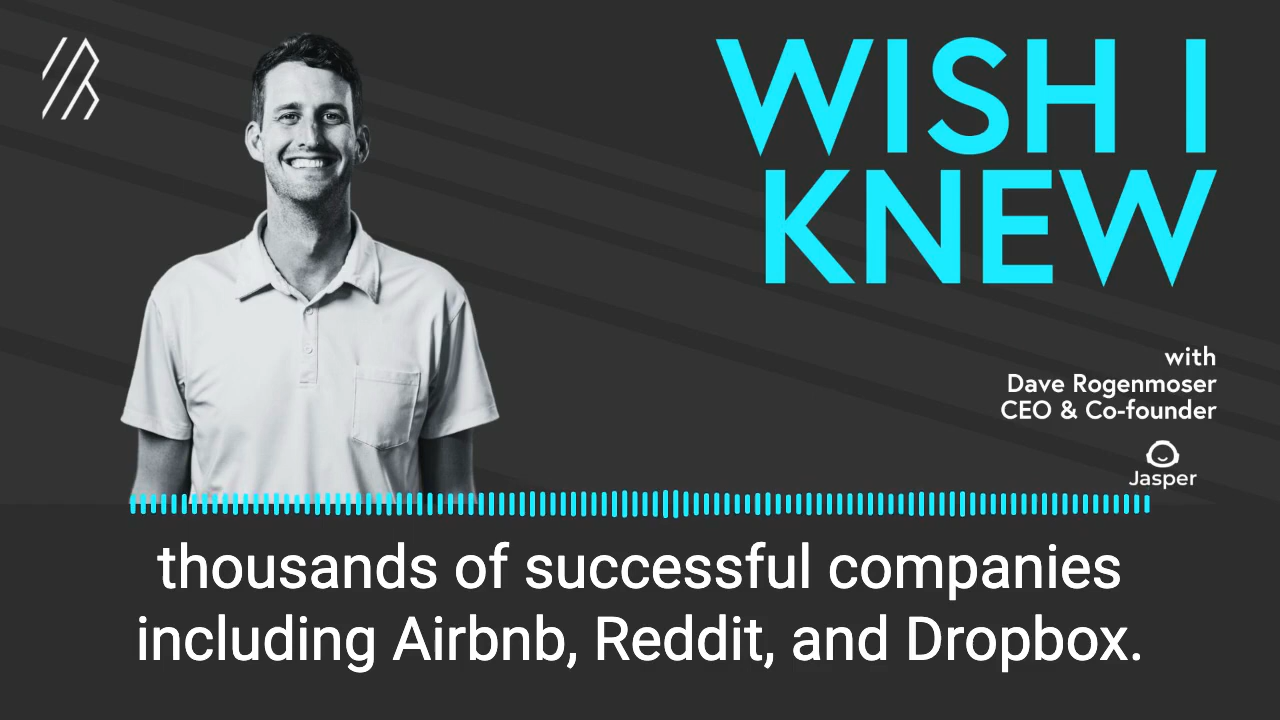 WISH I
KNEW
with
Dave Rogenmoser
CEO & Co-founder
Jasper
thousands of successful companies
including Airbnb, Reddit, and Dropbox.